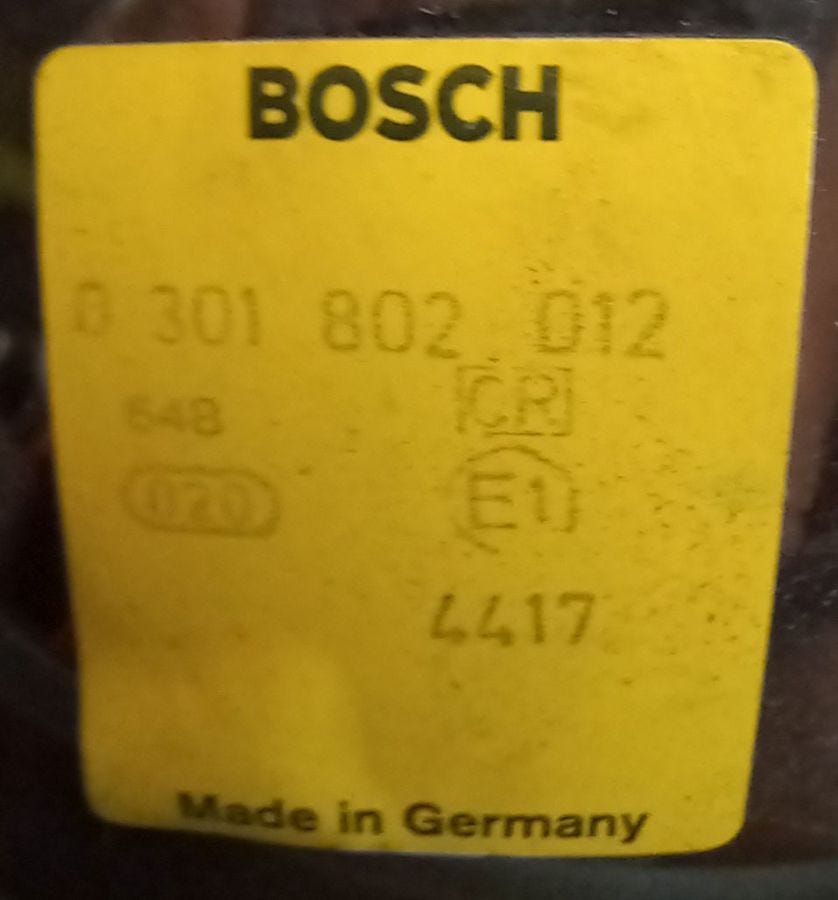 BOSCH
0 301 802 012
648 CR
020 E1
4417
Made in Germany